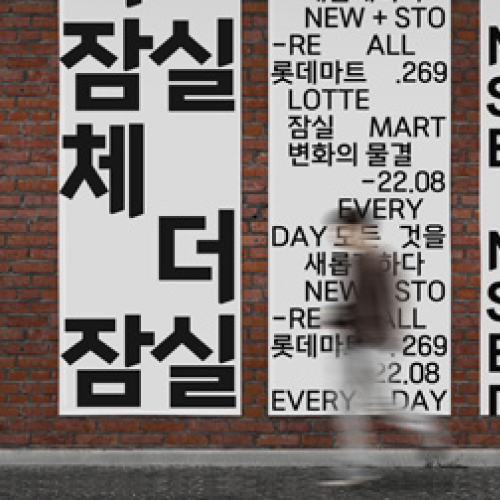 잠실
체
더
잠실
NEW + STO
-RE ALL
롯데마트 .269
LOTTE
잠실 MART
변화의 물결
-22.08
EVERY
DAY 모든 것을
새롭게 하다
NEW STO
-RE ALL
롯데마트 .269
22.08
EVERY DAY
N
S
E
N
S
E